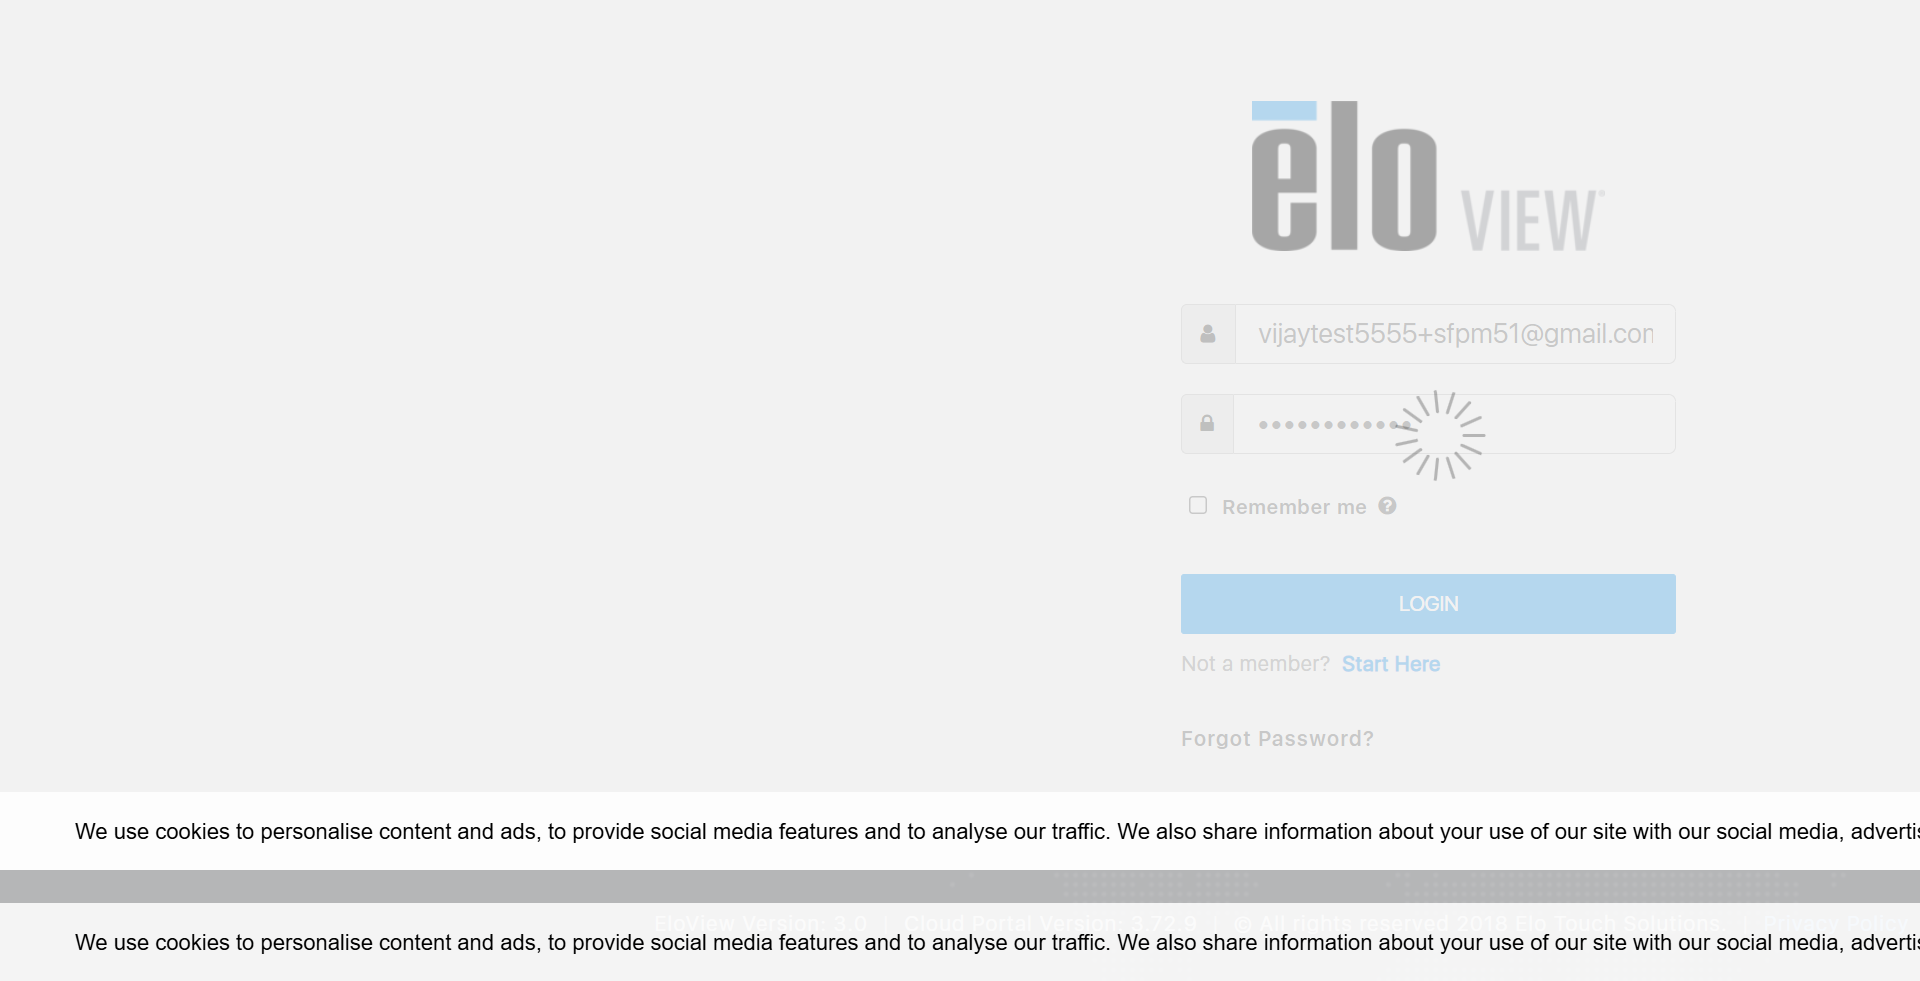 elo VIEW
vijaytest5555+sfpm51@gmail.com
Remember me
LOGIN
Not a member? Start Here
Forgot Password?
We use cookies to personalise content and ads, to provide social media features and to analyse our traffic. We also share information about your use of our site with our social media,
EloView Version: 3.0 | Cloud Portal Version: 3.72.9 | © All rights reserved 2018 Elo Touch Solutions. | Privacy Policy
We use cookies to personalise content and ads, to provide social media features and to analyse our traffic. We also share information about your use of our site with our social media,